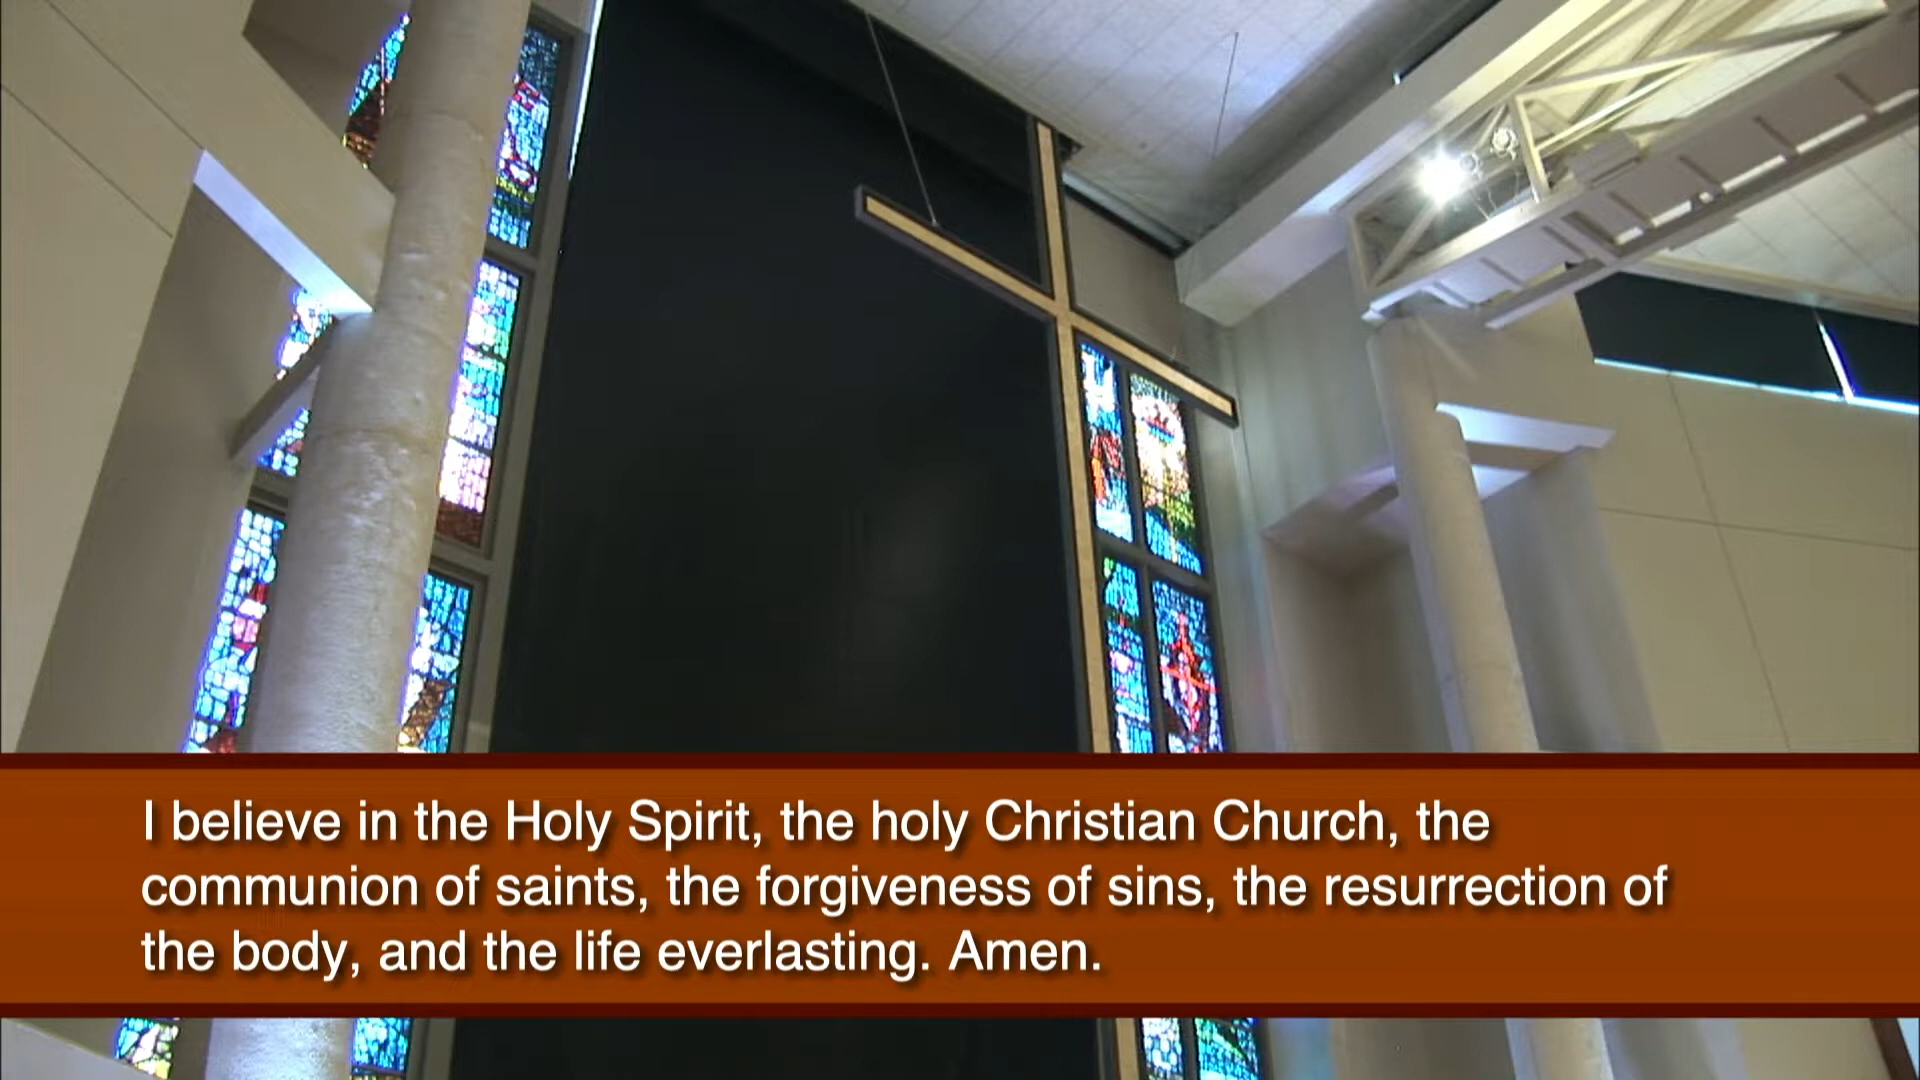 I believe in the Holy Spirit, the holy Christian Church, the
communion of saints, the forgiveness of sins, the resurrection of
the body, and the life everlasting. Amen.